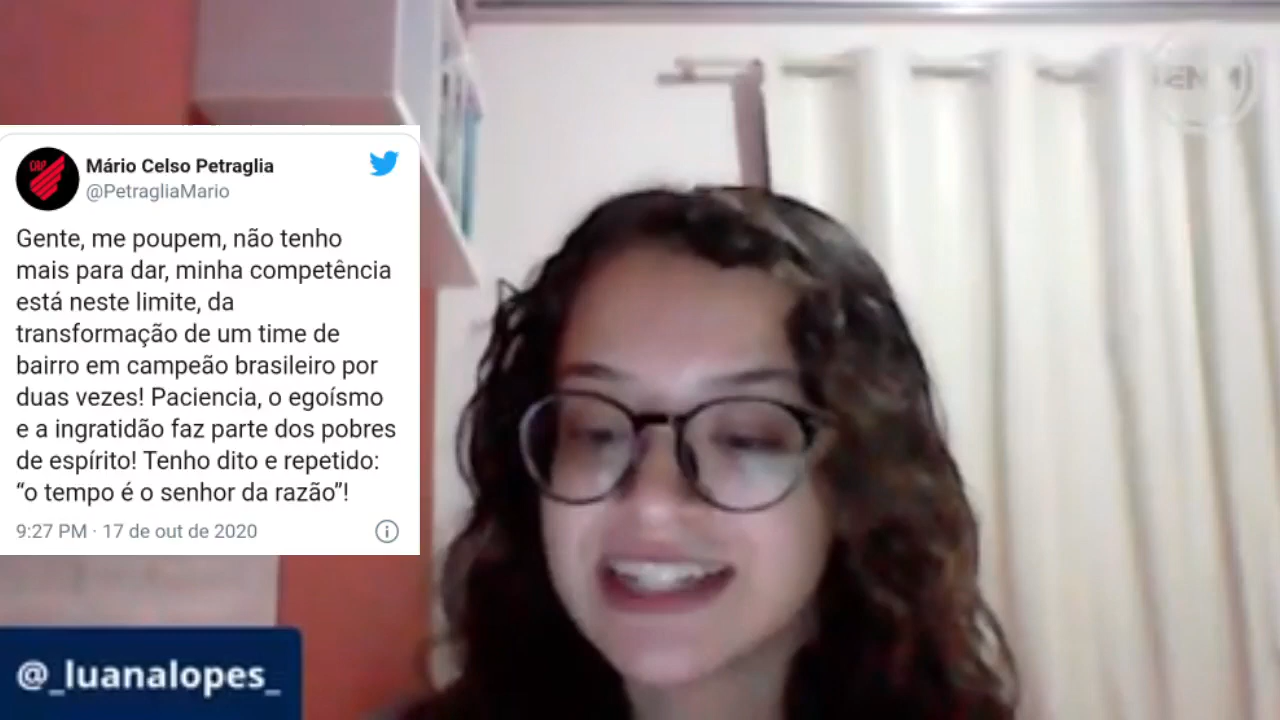 Mário Celso Petraglia
@PetragliaMario
Gente, me poupem, não tenho
mais para dar, minha competência
está neste limite, da
transformação de um time de
bairro em campeão brasileiro por
duas vezes! Paciencia, o egoísmo
e a ingratidão faz parte dos pobres
de espírito! Tenho dito e repetido:
“o tempo é o senhor da razão”!
9:27 PM · 17 de out de 2020
@_luanalopes_